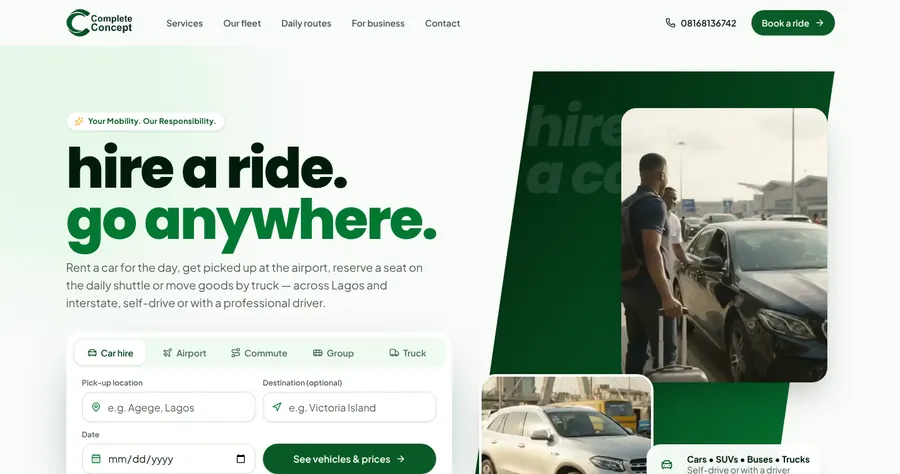 Complete
Concept
Services
Our fleet
Daily routes
For business
Contact
08168136742
Book a ride
Your Mobility. Our Responsibility.
hire a ride.
go anywhere.
Rent a car for the day, get picked up at the airport, reserve a seat on
the daily shuttle or move goods by truck — across Lagos and
interstate, self-drive or with a professional driver.
hire
a ca
Car hire
Airport
Commute
Group
Truck
Pick-up location
Destination (optional)
e.g. Agege, Lagos
e.g. Victoria Island
Date
mm/dd/yyyy
See vehicles & prices
Cars • SUVs • Buses • Trucks
Self-drive or with a driver